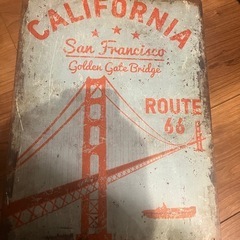 CALIFORNIA
San Francisco
Golden Gate Bridge
ROUTE
66